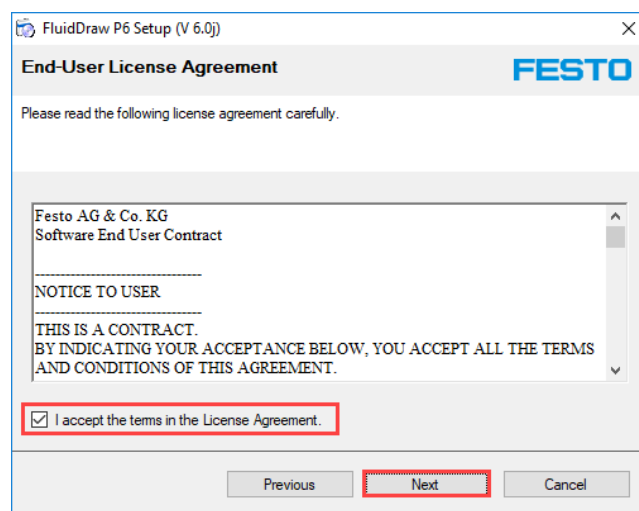 FluidDraw P6 Setup (V 6.0j)
End-User License Agreement
FESTO
Please read the following license agreement carefully.
Festo AG & Co. KG
Software End User Contract
---------------------------------
NOTICE TO USER
---------------------------------
THIS IS A CONTRACT.
BY INDICATING YOUR ACCEPTANCE BELOW, YOU ACCEPT ALL THE TERMS
AND CONDITIONS OF THIS AGREEMENT.
I accept the terms in the License Agreement.
Previous
Next
Cancel